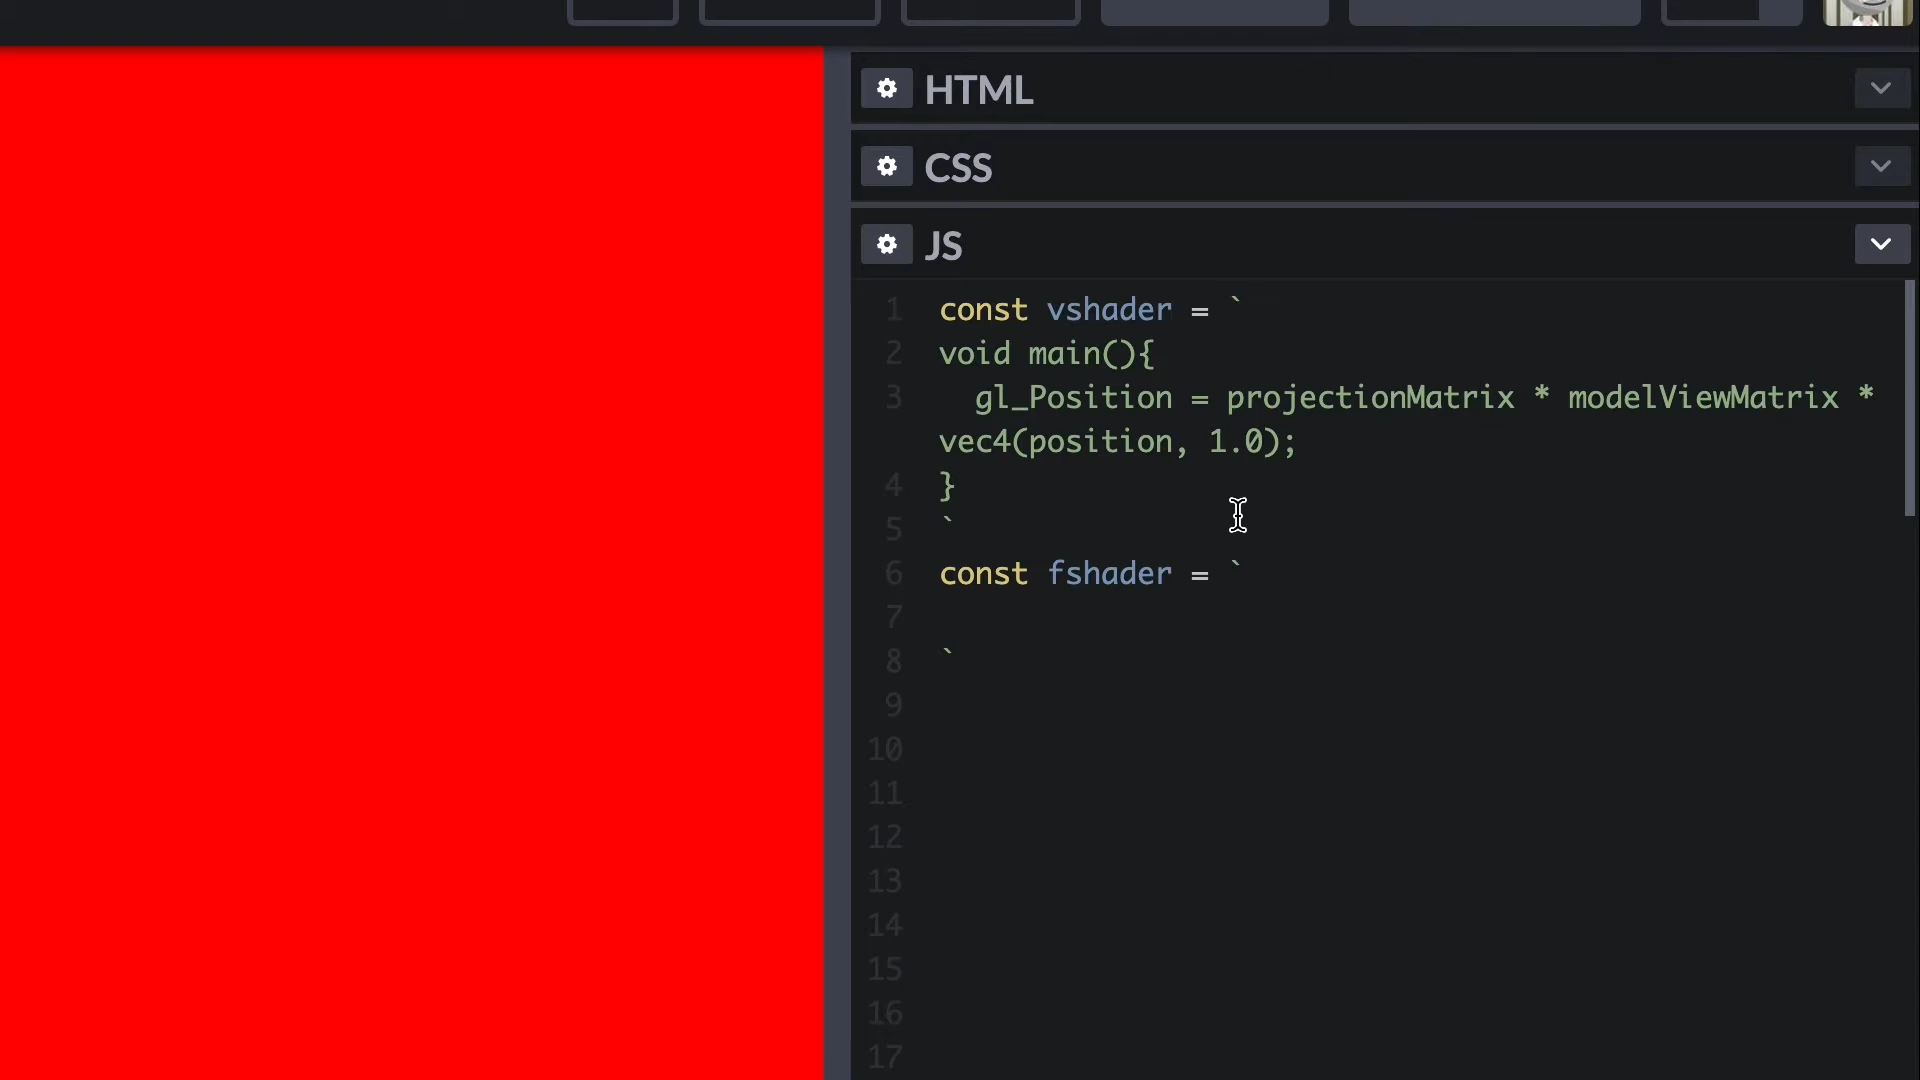 HTML
CSS
JS
1 const vshader = `
2 void main(){
3 gl_Position = projectionMatrix * modelViewMatrix *
vec4(position, 1.0);
4 }
5 `
6 const fshader = `
7
8 `
9
10
11
12
13
14
15
16
17